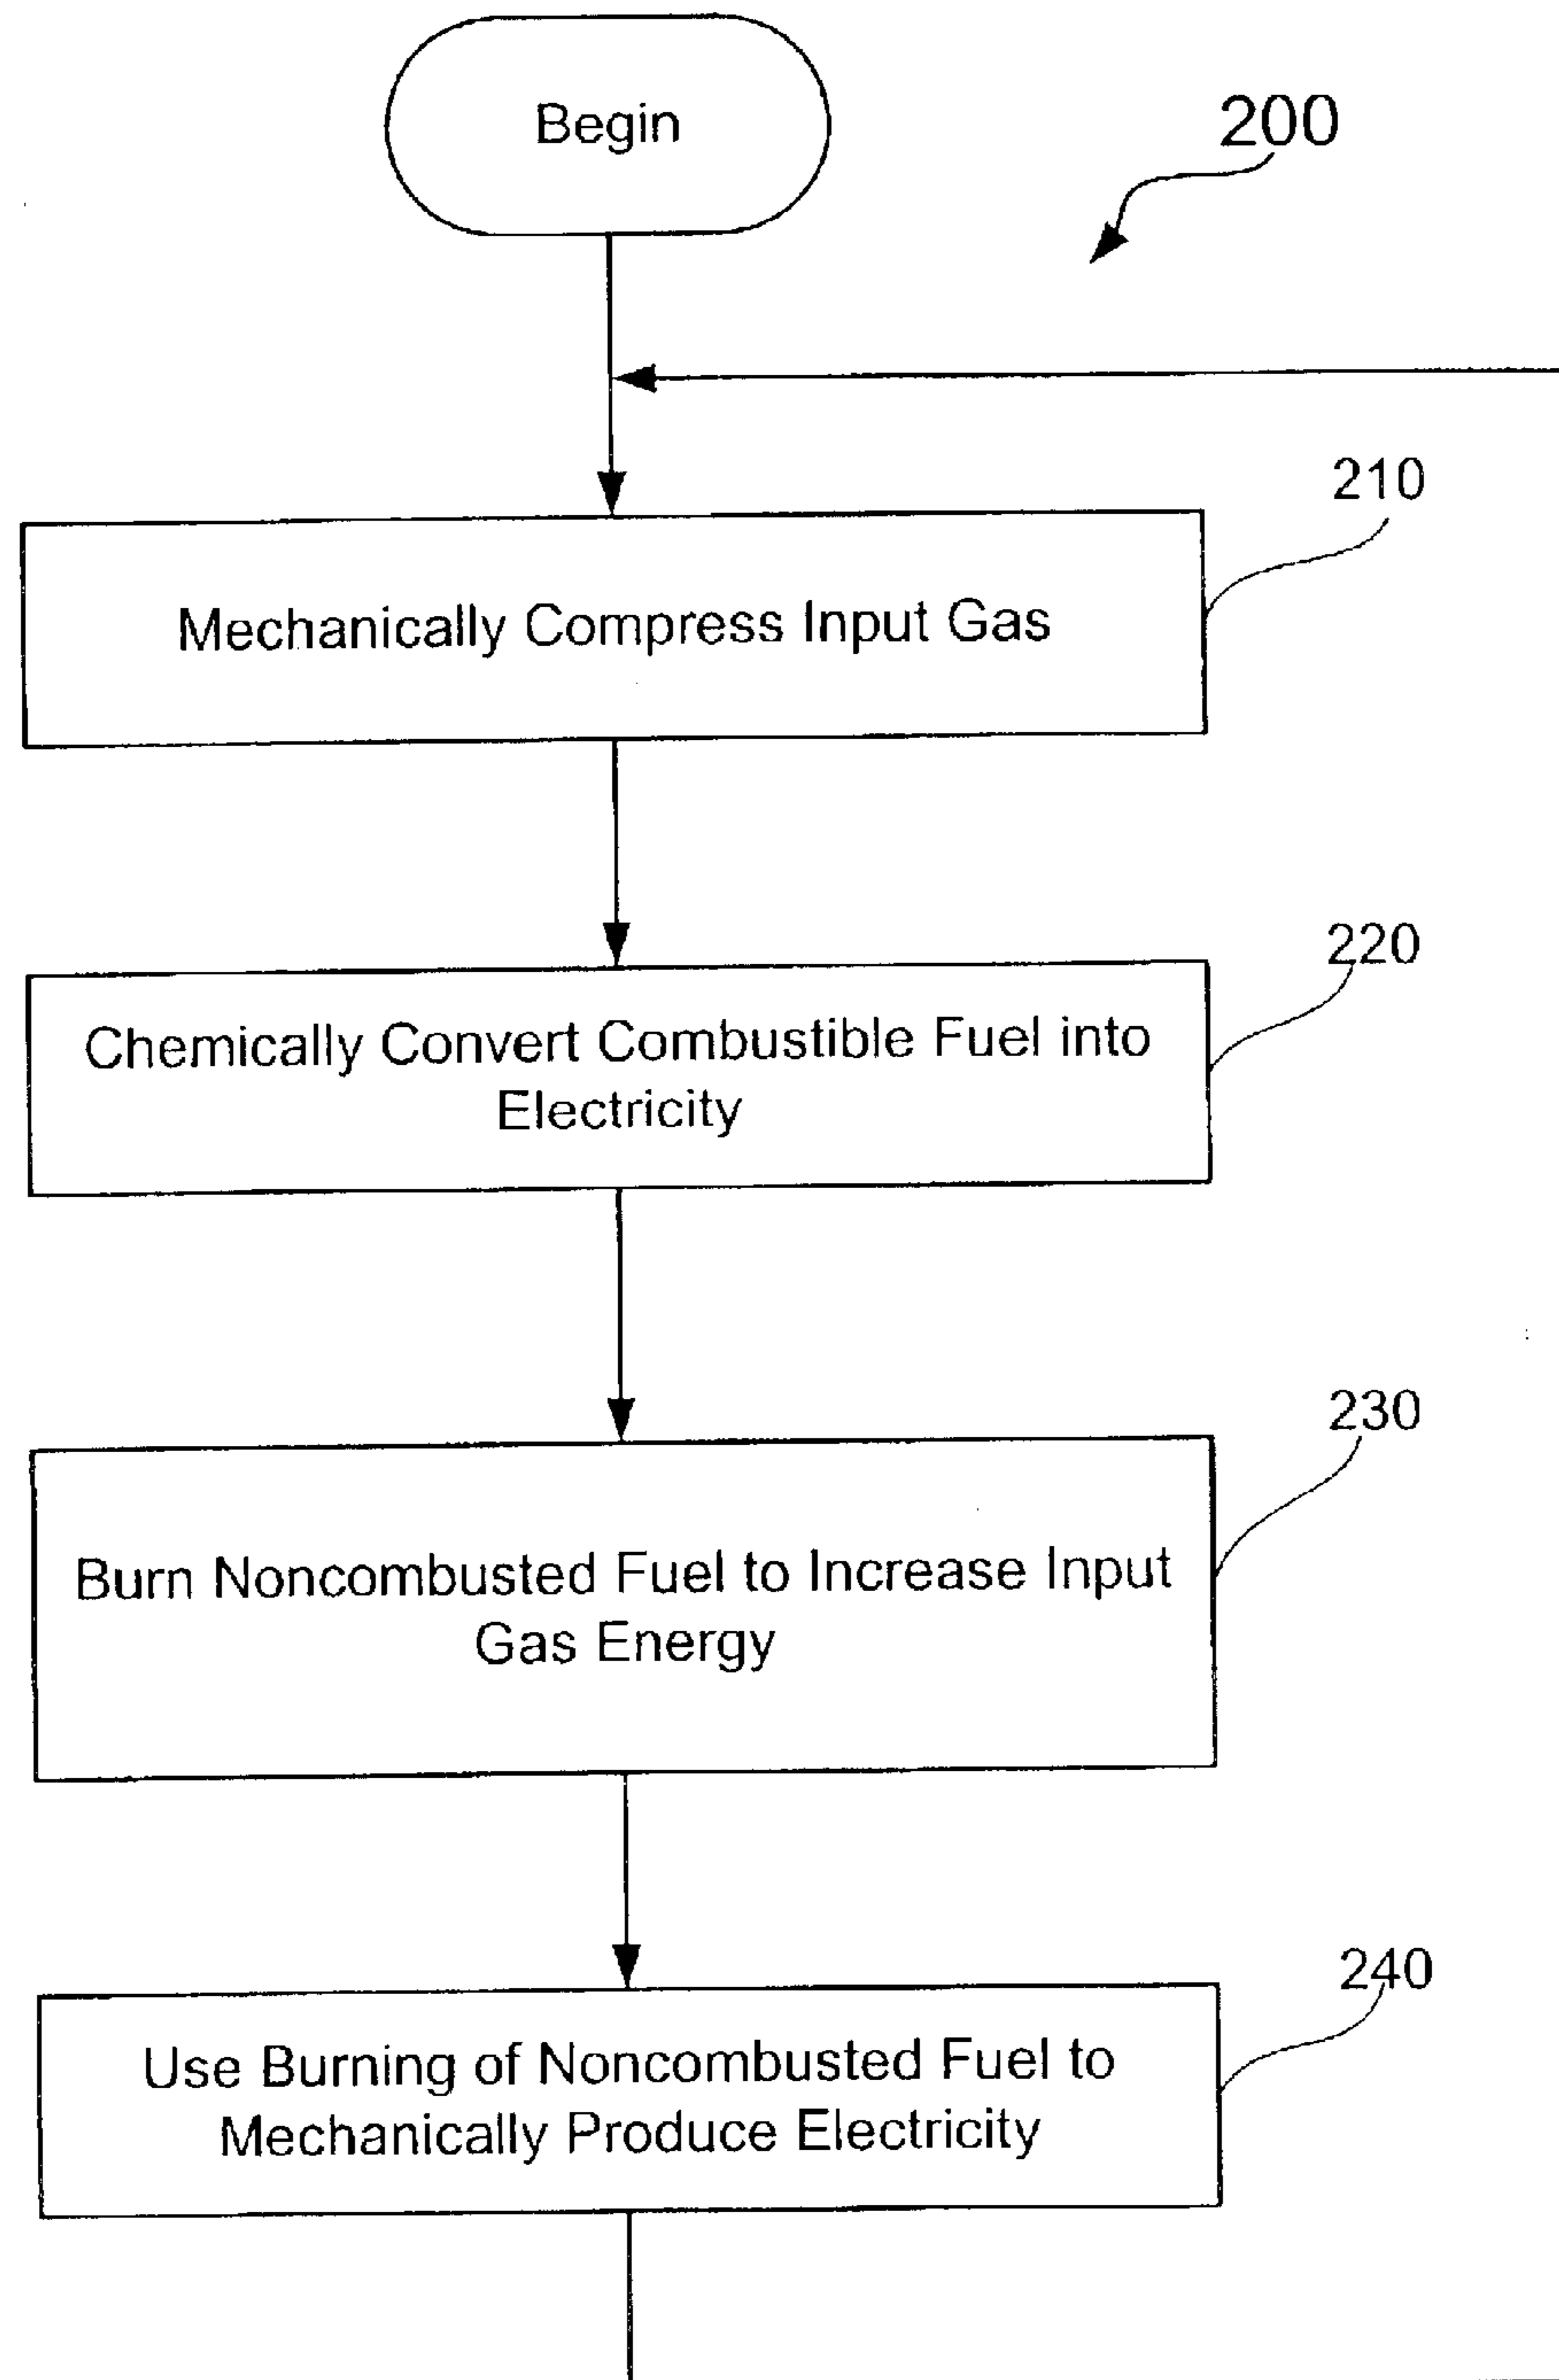 Begin
200
210
Mechanically Compress Input Gas
220
Chemically Convert Combustible Fuel into
Electricity
230
Burn Noncombusted Fuel to Increase Input
Gas Energy
240
Use Burning of Noncombusted Fuel to
Mechanically Produce Electricity